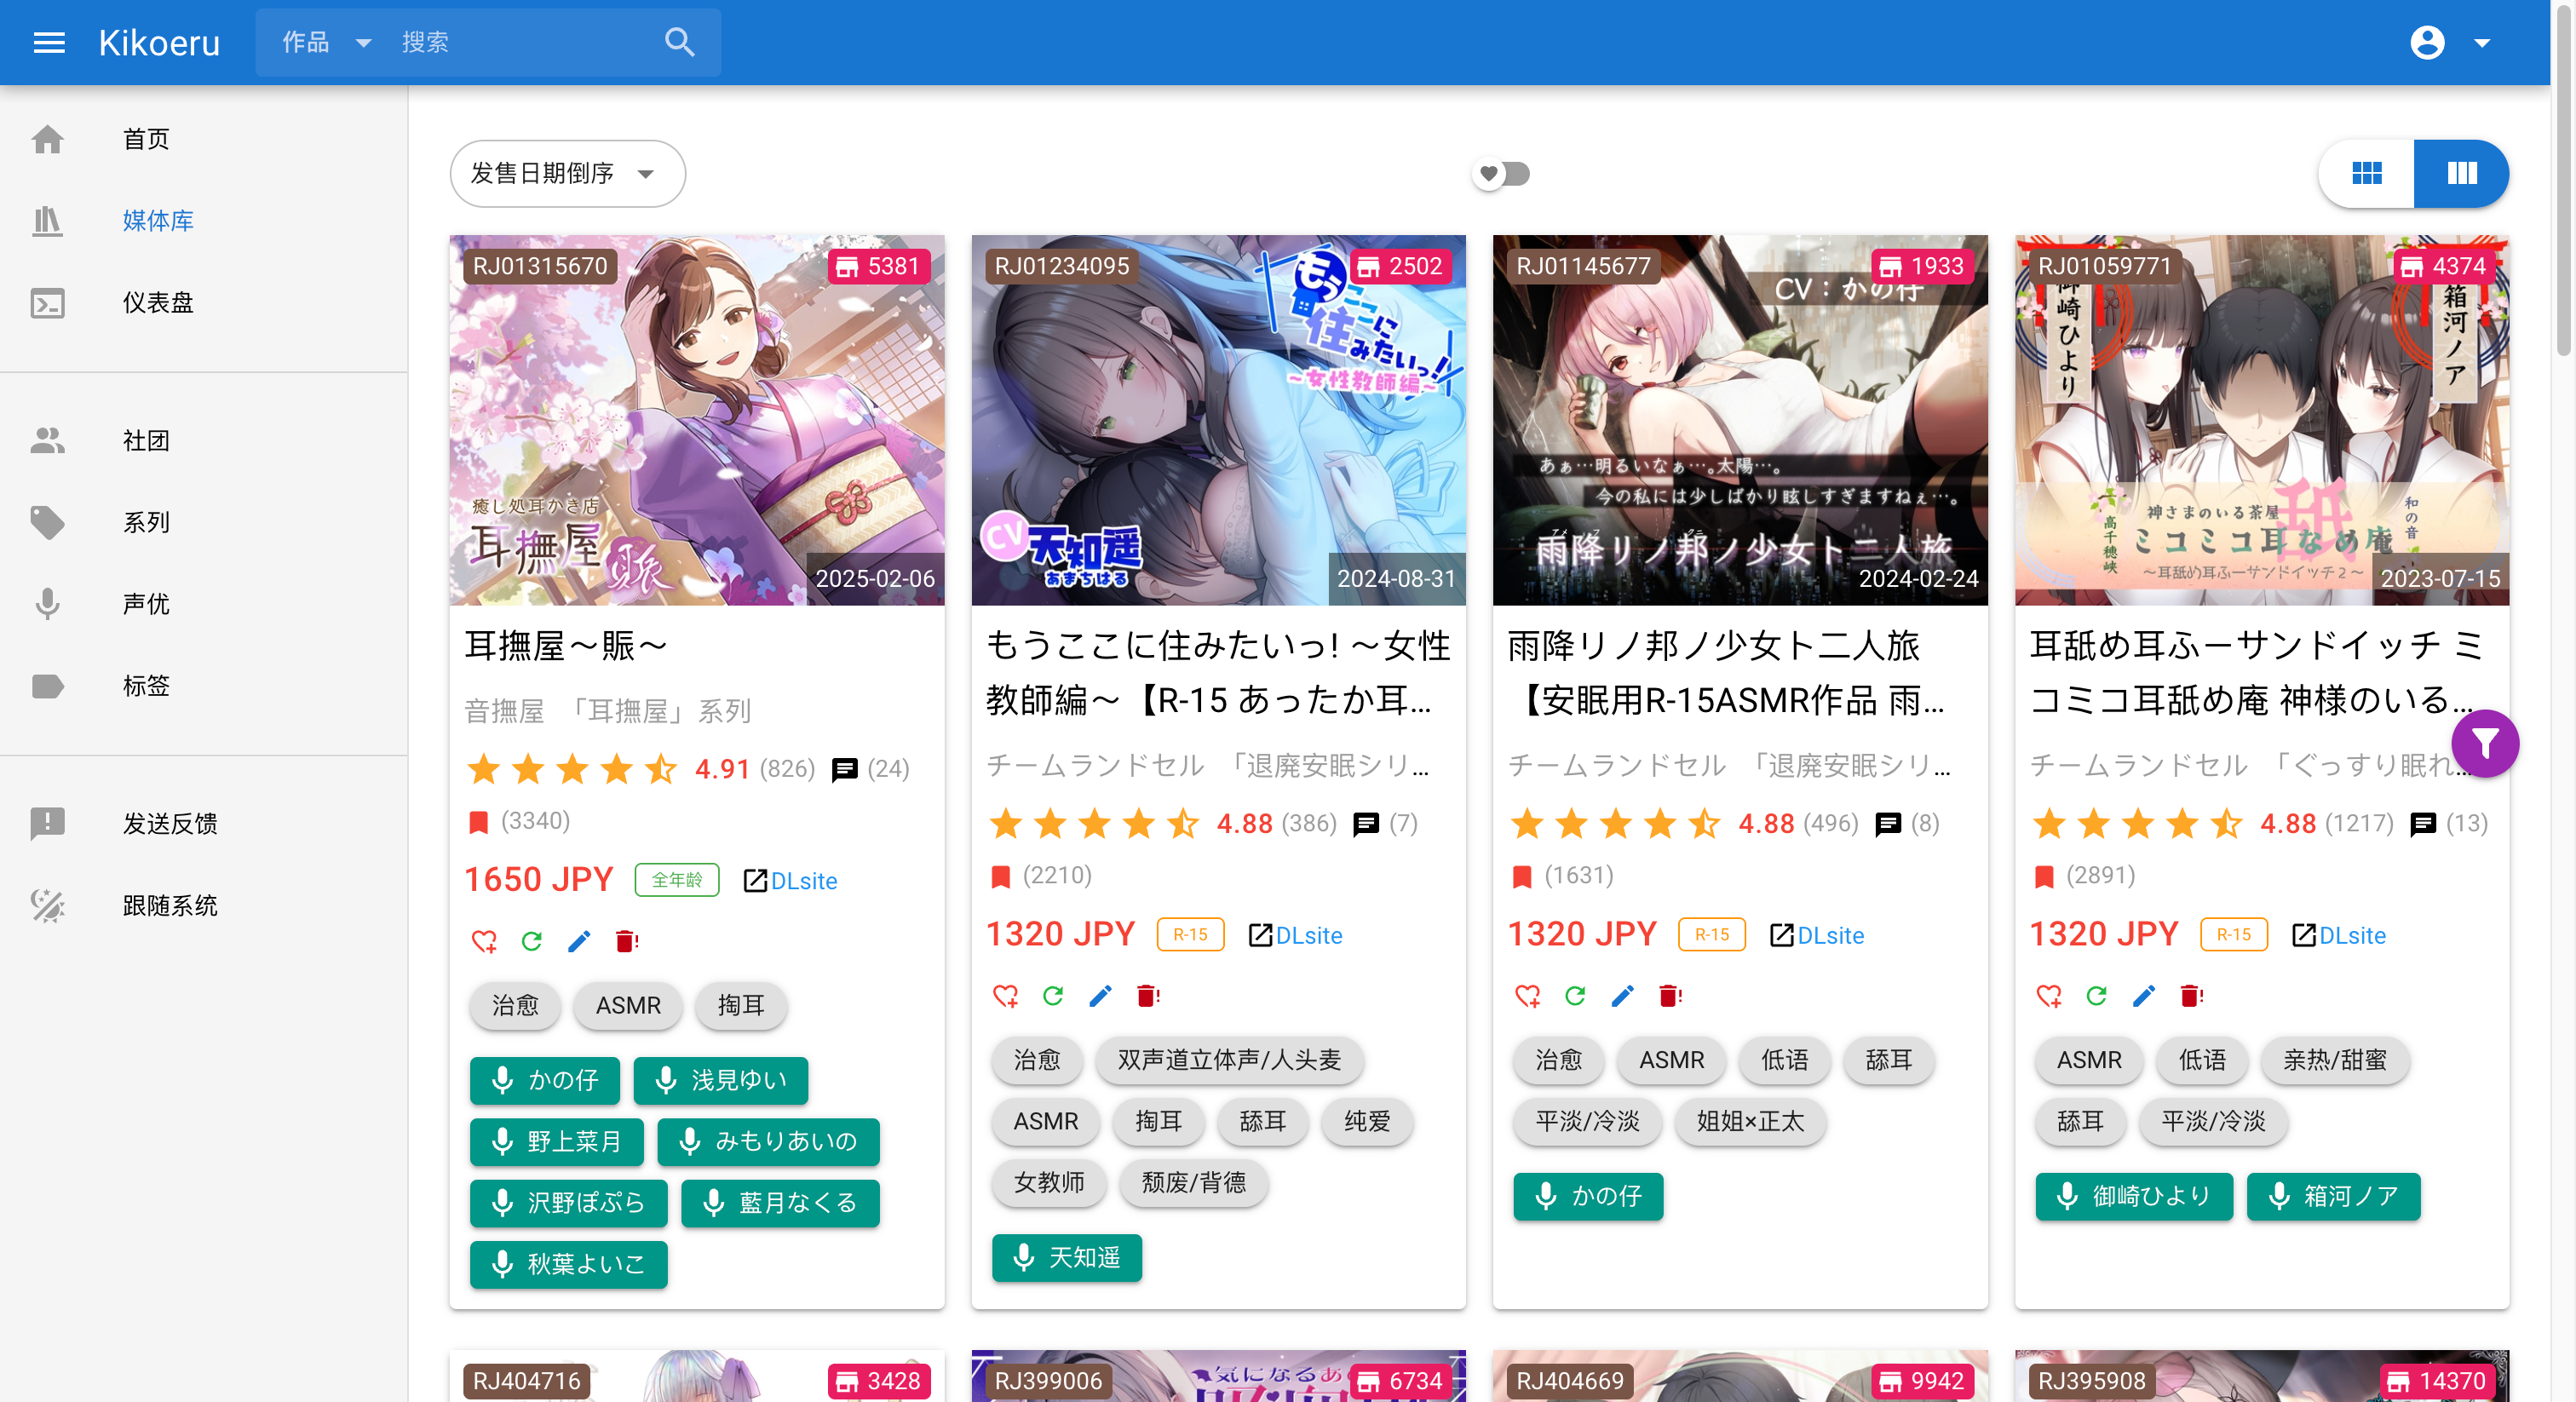 Kikoeru
作品
搜索
首页
媒体库
仪表盘
社团
系列
声优
标签
发送反馈
跟随系统
发售日期倒序
RJ01315670
5381
癒し処耳かき店
耳撫屋
賑
2025-02-06
耳撫屋～賑～
音撫屋 「耳撫屋」系列
4.91 (826) (24)
(3340)
1650 JPY 全年龄 DLsite
治愈 ASMR 掏耳
かの仔 浅見ゆい
野上菜月 みもりあいの
沢野ぽぷら 藍月なくる
秋葉よいこ
RJ01234095
2502
もうここに
住みたいっ!
～女性教師編～
CV
天知遥
あまちはる
2024-08-31
もうここに住みたいっ! ～女性
教師編～【R-15 あったか耳...
チームランドセル 「退廃安眠シリ...
4.88 (386) (7)
(2210)
1320 JPY R-15 DLsite
治愈 双声道立体声/人头麦
ASMR 掏耳 舔耳 纯爱
女教师 颓废/背德
天知遥
RJ01145677
1933
CV：かの仔
あぁ…明るいなぁ…。太陽…。
今の私には少しばかり眩しすぎますねぇ…。
雨降リノ邦ノ少女ト二人旅
2024-02-24
雨降リノ邦ノ少女ト二人旅
【安眠用R-15ASMR作品 雨...
チームランドセル 「退廃安眠シリ...
4.88 (496) (8)
(1631)
1320 JPY R-15 DLsite
治愈 ASMR 低语 舔耳
平淡/冷淡 姐姐×正太
かの仔
RJ01059771
4374
御崎ひより
箱河ノア
神さまのいる茶屋
ミコミコ耳なめ庵
舐
高千穂峡
和の音
～耳舐め耳ふーサンドイッチ2～
2023-07-15
耳舐め耳ふーサンドイッチ ミ
コミコ耳舐め庵 神様のいる...
チームランドセル 「ぐっすり眠れ...
4.88 (1217) (13)
(2891)
1320 JPY R-15 DLsite
ASMR 低语 亲热/甜蜜
舔耳 平淡/冷淡
御崎ひより 箱河ノア
RJ404716
3428
RJ399006
6734
気になるあ
RJ404669
9942
RJ395908
14370